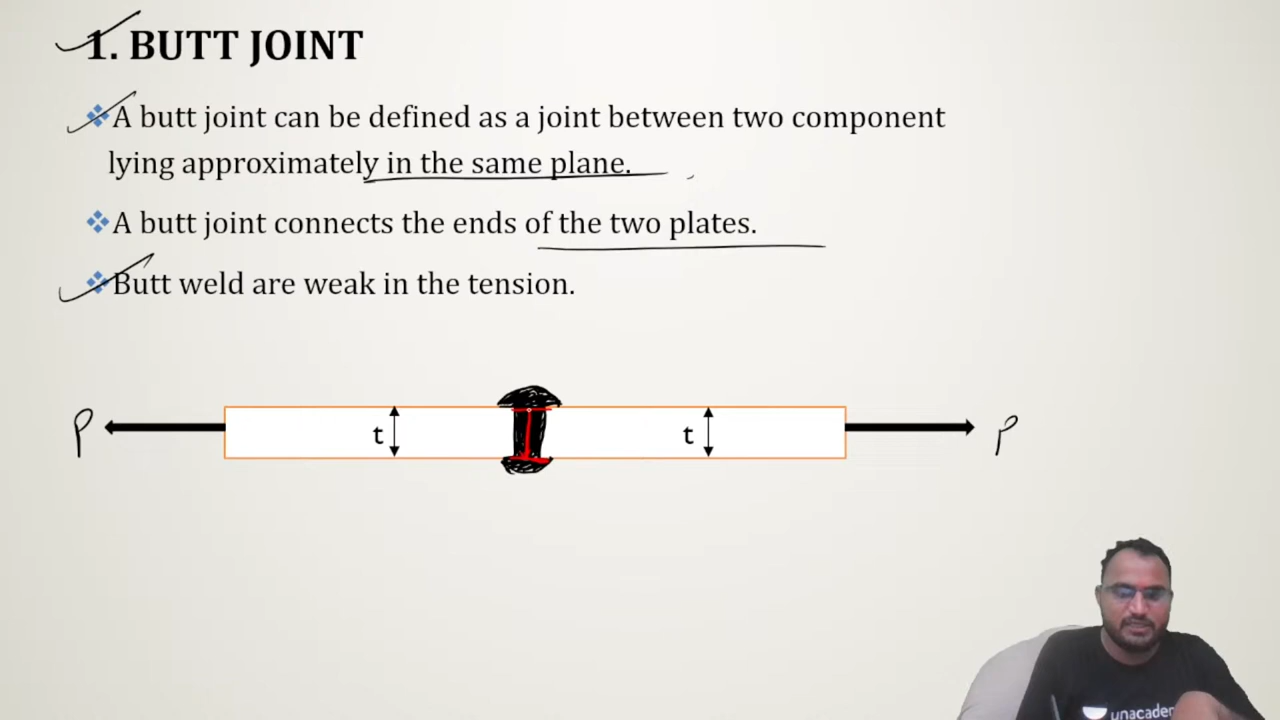 1. BUTT JOINT
❖A butt joint can be defined as a joint between two component
lying approximately in the same plane.
❖A butt joint connects the ends of the two plates.
❖Butt weld are weak in the tension.
P t t P
unacadem